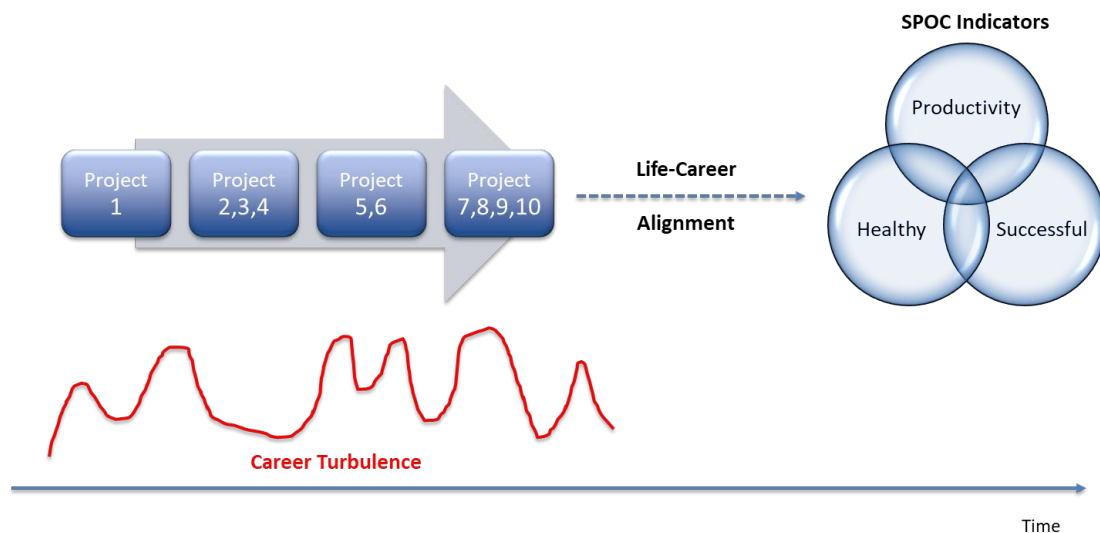 SPOC Indicators
Productivity
Healthy
Successful
Project
1
Project
2,3,4
Project
5,6
Project
7,8,9,10
Life-Career
Alignment
Career Turbulence
Time